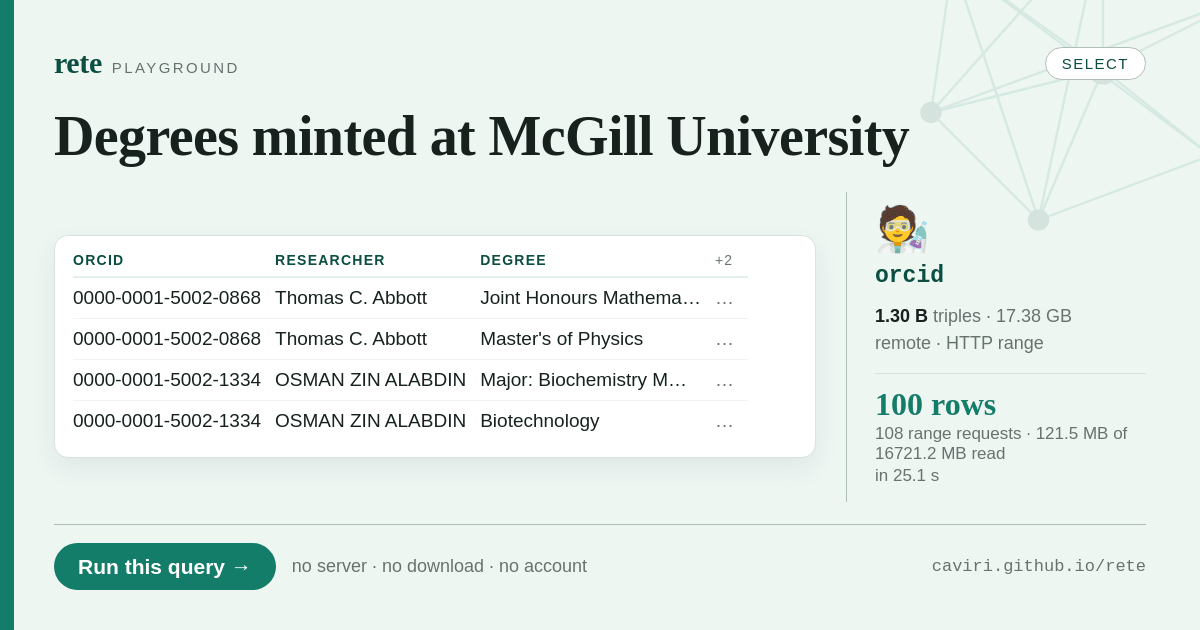 rete PLAYGROUND
SELECT
Degrees minted at McGill University
ORCID RESEARCHER DEGREE +2
0000-0001-5002-0868 Thomas C. Abbott Joint Honours Mathema… …
0000-0001-5002-0868 Thomas C. Abbott Master's of Physics …
0000-0001-5002-1334 OSMAN ZIN ALABDIN Major: Biochemistry M… …
0000-0001-5002-1334 OSMAN ZIN ALABDIN Biotechnology …
orcid
1.30 B triples · 17.38 GB
remote · HTTP range
100 rows
108 range requests · 121.5 MB of
16721.2 MB read
in 25.1 s
Run this query →
no server · no download · no account
caviri.github.io/rete